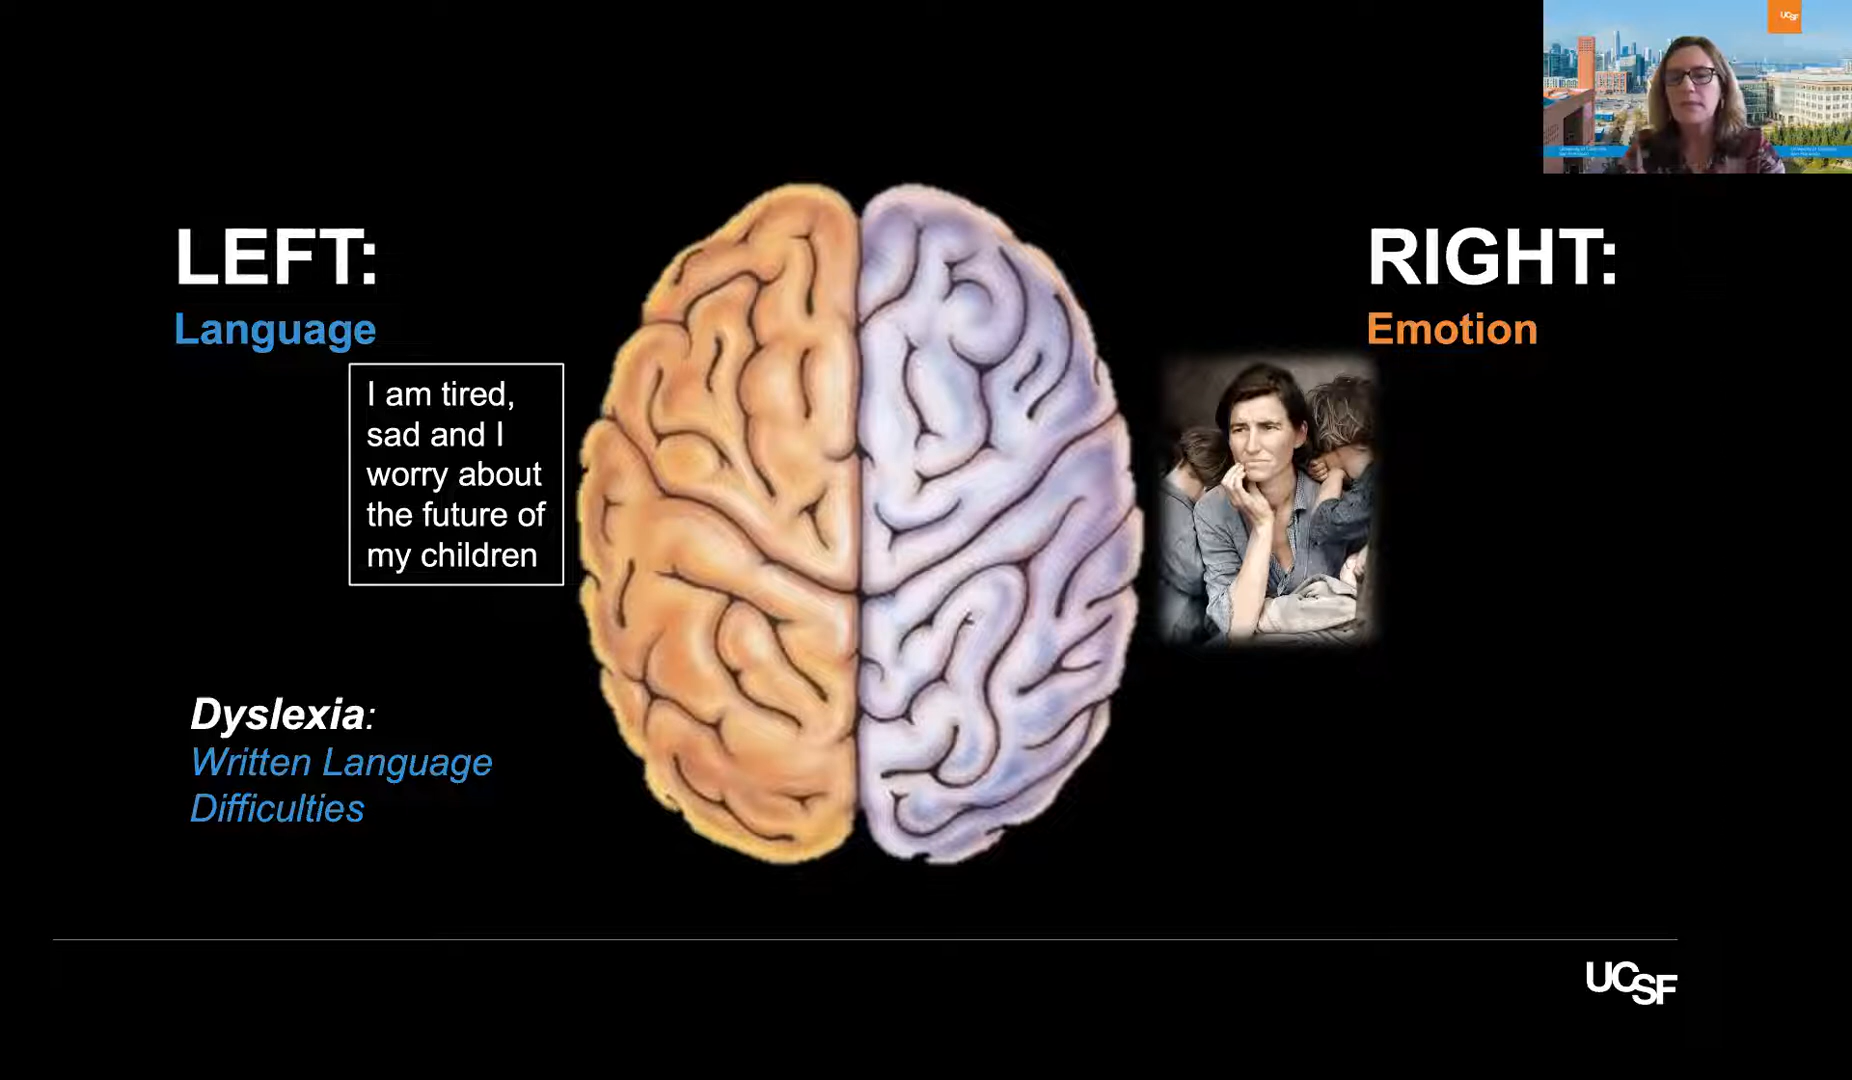 UCSF
LEFT:
Language
RIGHT:
Emotion
I am tired,
sad and I
worry about
the future of
my children
Dyslexia:
Written Language
Difficulties
UCSF